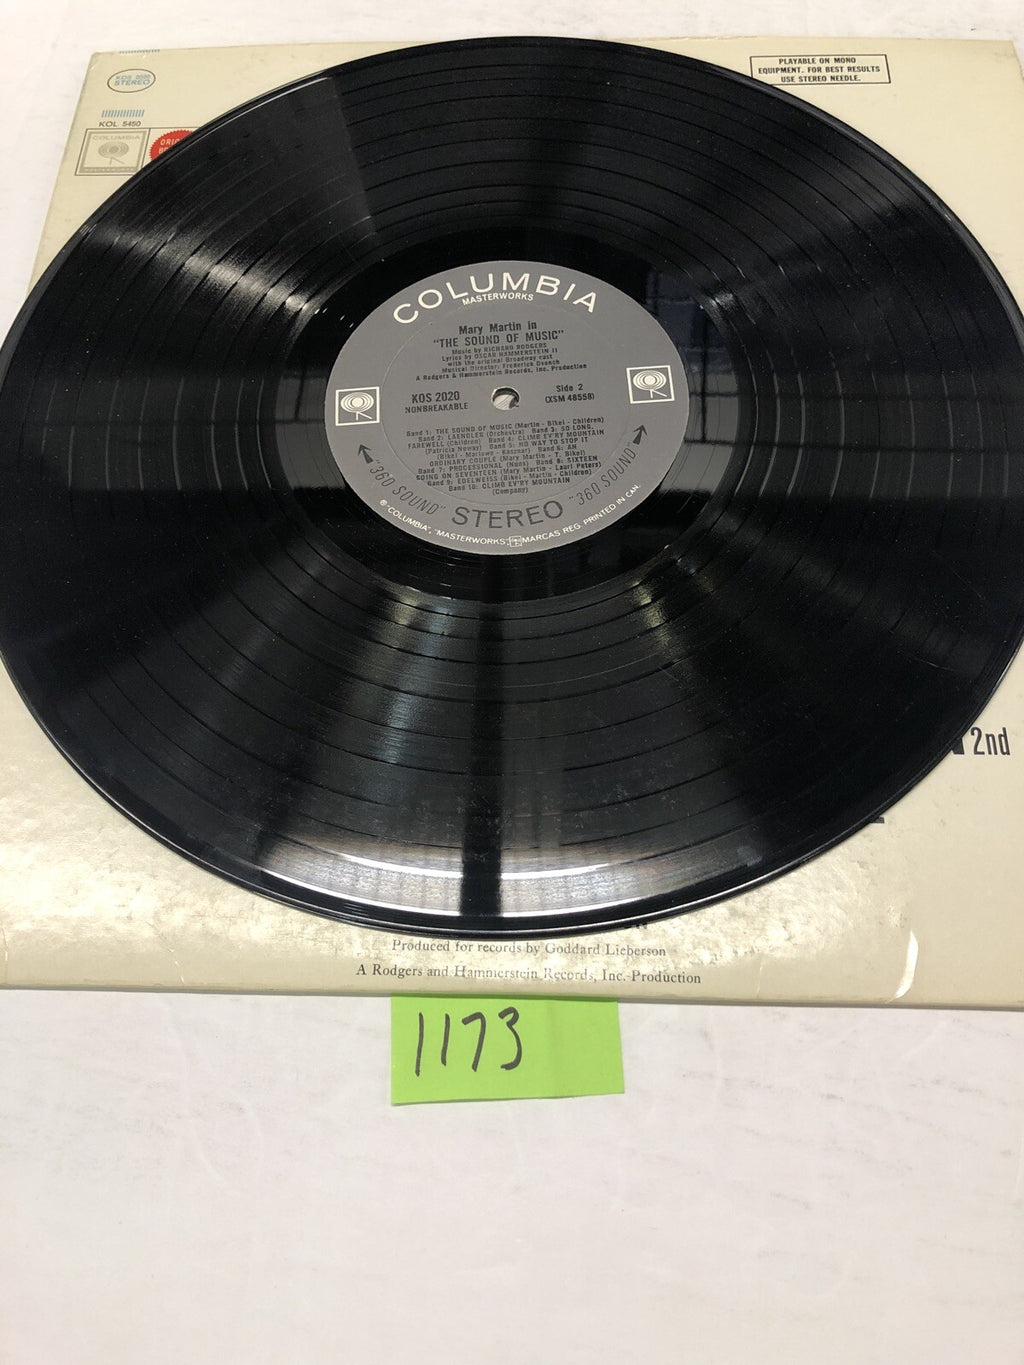 KOS 2020
STEREO
KOL 5450
COLUMBIA
MASTERWORKS
PLAYABLE ON MONO
EQUIPMENT. FOR BEST RESULTS
USE STEREO NEEDLE.
COLUMBIA
MASTERWORKS
Mary Martin in
"THE SOUND OF MUSIC"
Music by RICHARD RODGERS
Lyrics by OSCAR HAMMERSTEIN II
with the original Broadway cast
Musical Director: Frederick Dvonch
A Rodgers & Hammerstein Records, Inc. Production
KOS 2020
NONBREAKABLE
Side 2
(XSM 48558)
Band 1: THE SOUND OF MUSIC (Martin - Bikel - Children)
Band 2: LAENDLER (Orchestra) Band 3: SO LONG,
FAREWELL (Children) Band 4: CLIMB EV'RY MOUNTAIN
(Patricia Neway) Band 5: NO WAY TO STOP IT
(Bikel - Marlowe - Kasznar) Band 6: AN
ORDINARY COUPLE (Mary Martin - T. Bikel)
Band 7: PROCESSIONAL (Nuns) Band 8: SIXTEEN
GOING ON SEVENTEEN (Mary Martin - Lauri Peters)
Band 9: EDELWEISS (Bikel - Martin - Children)
Band 10: CLIMB EV'RY MOUNTAIN
(Company)
"360 SOUND" STEREO "360 SOUND"
® "COLUMBIA", "MASTERWORKS", MARCAS REG. PRINTED IN CAN.
2nd
Produced for records by Goddard Lieberson
A Rodgers and Hammerstein Records, Inc. Production
1173